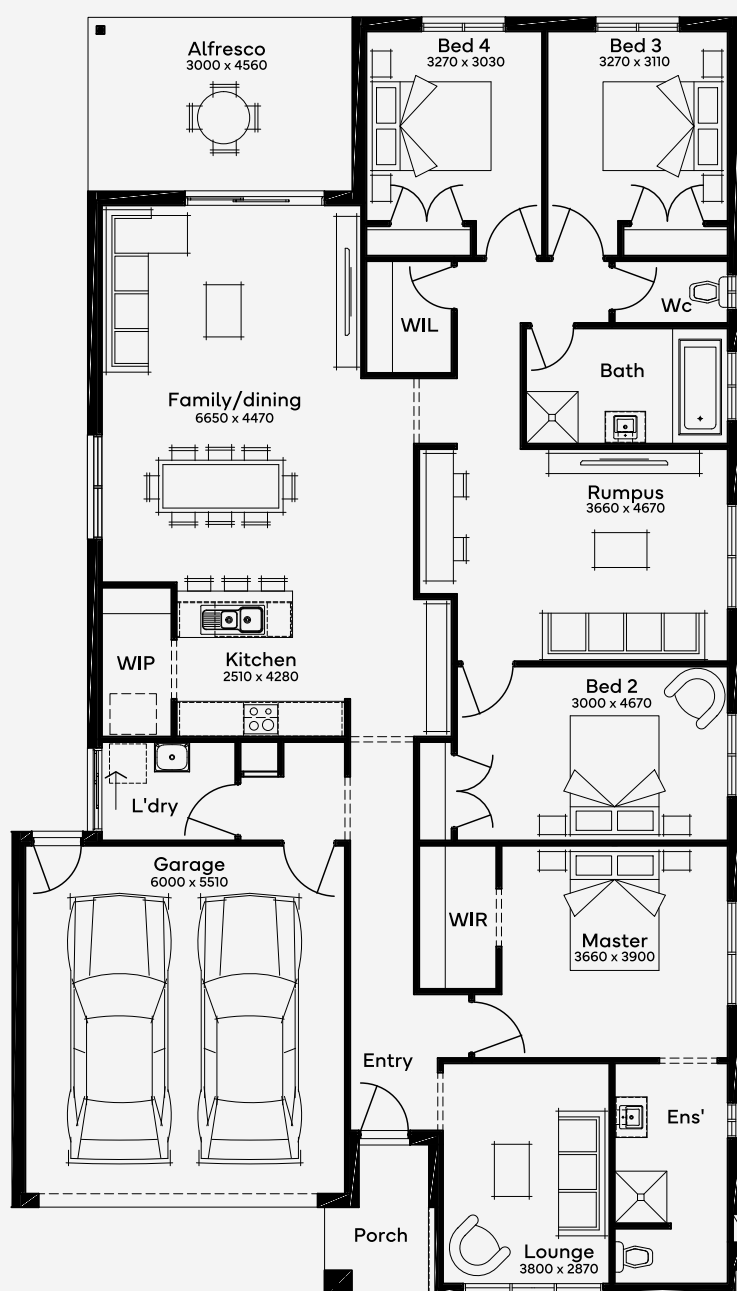 Alfresco
3000 x 4560
Bed 4
3270 x 3030
Bed 3
3270 x 3110
WIL
Wc
Bath
Family/dining
6650 x 4470
Rumpus
3660 x 4670
WIP
Kitchen
2510 x 4280
Bed 2
3000 x 4670
L'dry
Garage
6000 x 5510
WIR
Master
3660 x 3900
Entry
Ens'
Porch
Lounge
3800 x 2870